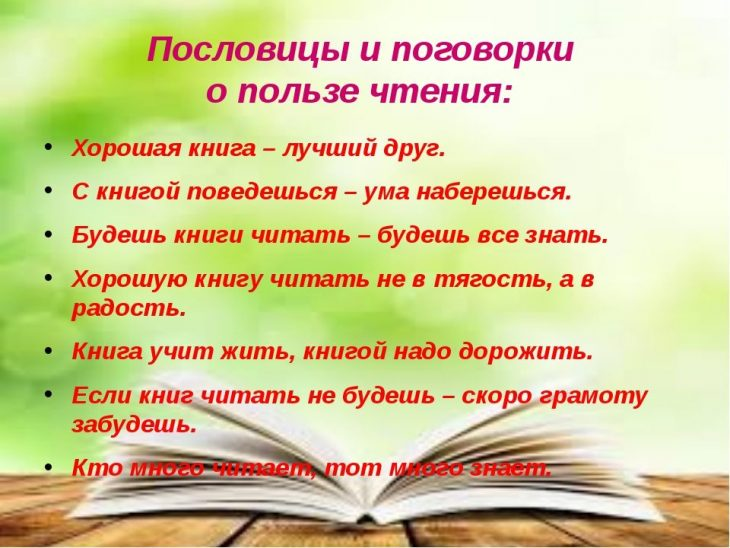 Пословицы и поговорки
о пользе чтения:
• Хорошая книга – лучший друг.
• С книгой поведешься – ума наберешься.
• Будешь книги читать – будешь все знать.
• Хорошую книгу читать не в тягость, а в
радость.
• Книга учит жить, книгой надо дорожить.
• Если книг читать не будешь – скоро грамоту
забудешь.
• Кто много читает, тот много знает.